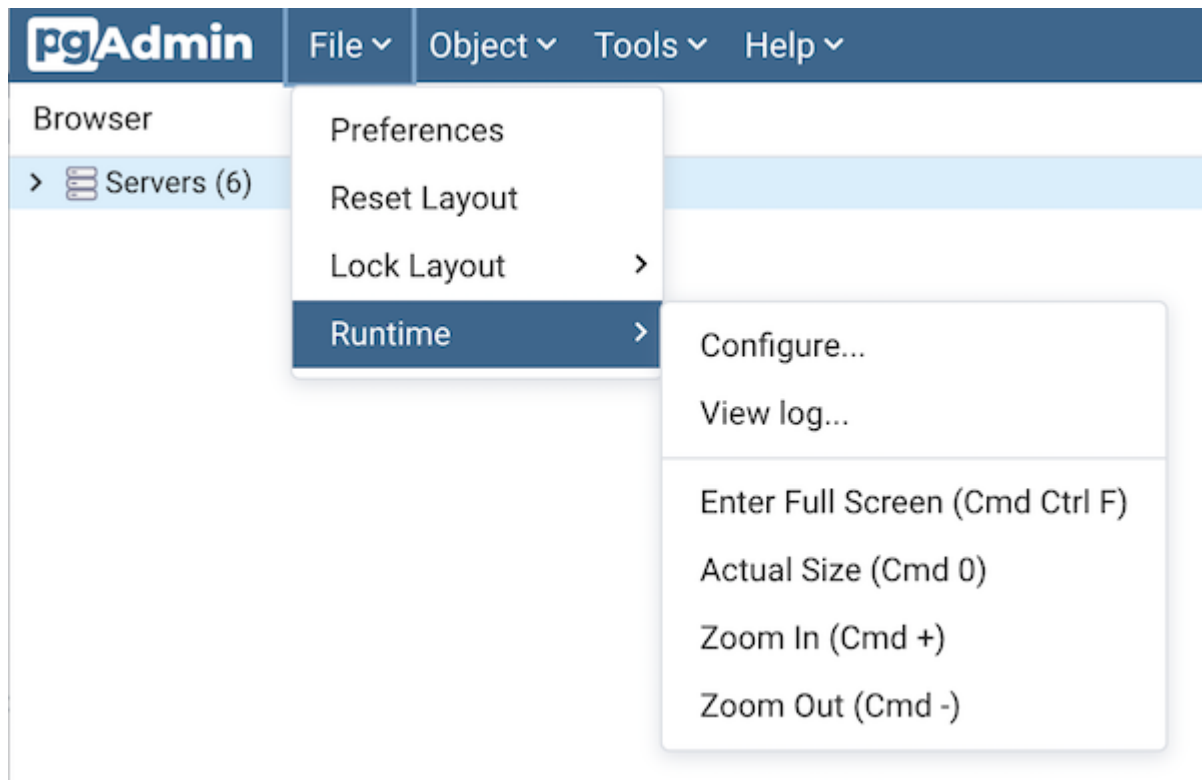 pgAdmin File Object Tools Help
Browser
Servers (6)
Preferences
Reset Layout
Lock Layout
Runtime
Configure...
View log...
Enter Full Screen (Cmd Ctrl F)
Actual Size (Cmd 0)
Zoom In (Cmd +)
Zoom Out (Cmd -)